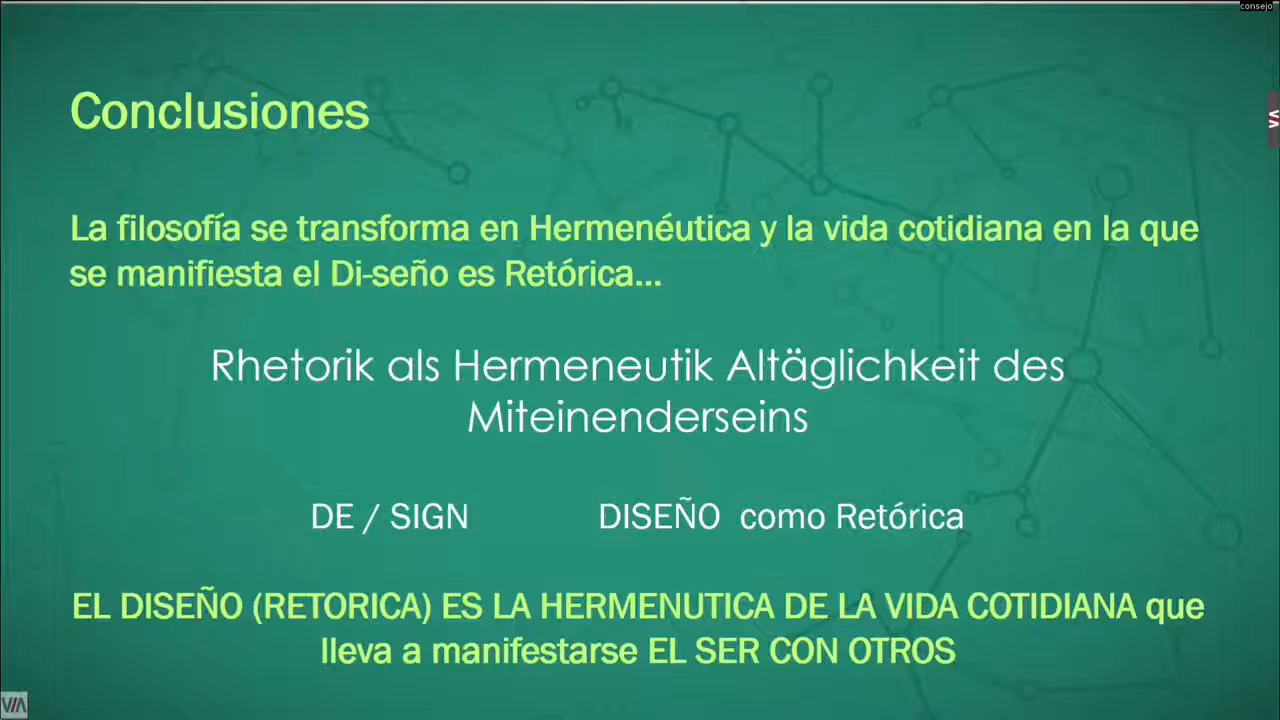 consejo
Conclusiones
La filosofía se transforma en Hermenéutica y la vida cotidiana en la que
se manifiesta el Di-seño es Retórica...
Rhetorik als Hermeneutik Altäglichkeit des
Miteinenderseins
DE / SIGN DISEÑO como Retórica
EL DISEÑO (RETORICA) ES LA HERMENUTICA DE LA VIDA COTIDIANA que
lleva a manifestarse EL SER CON OTROS
VIA